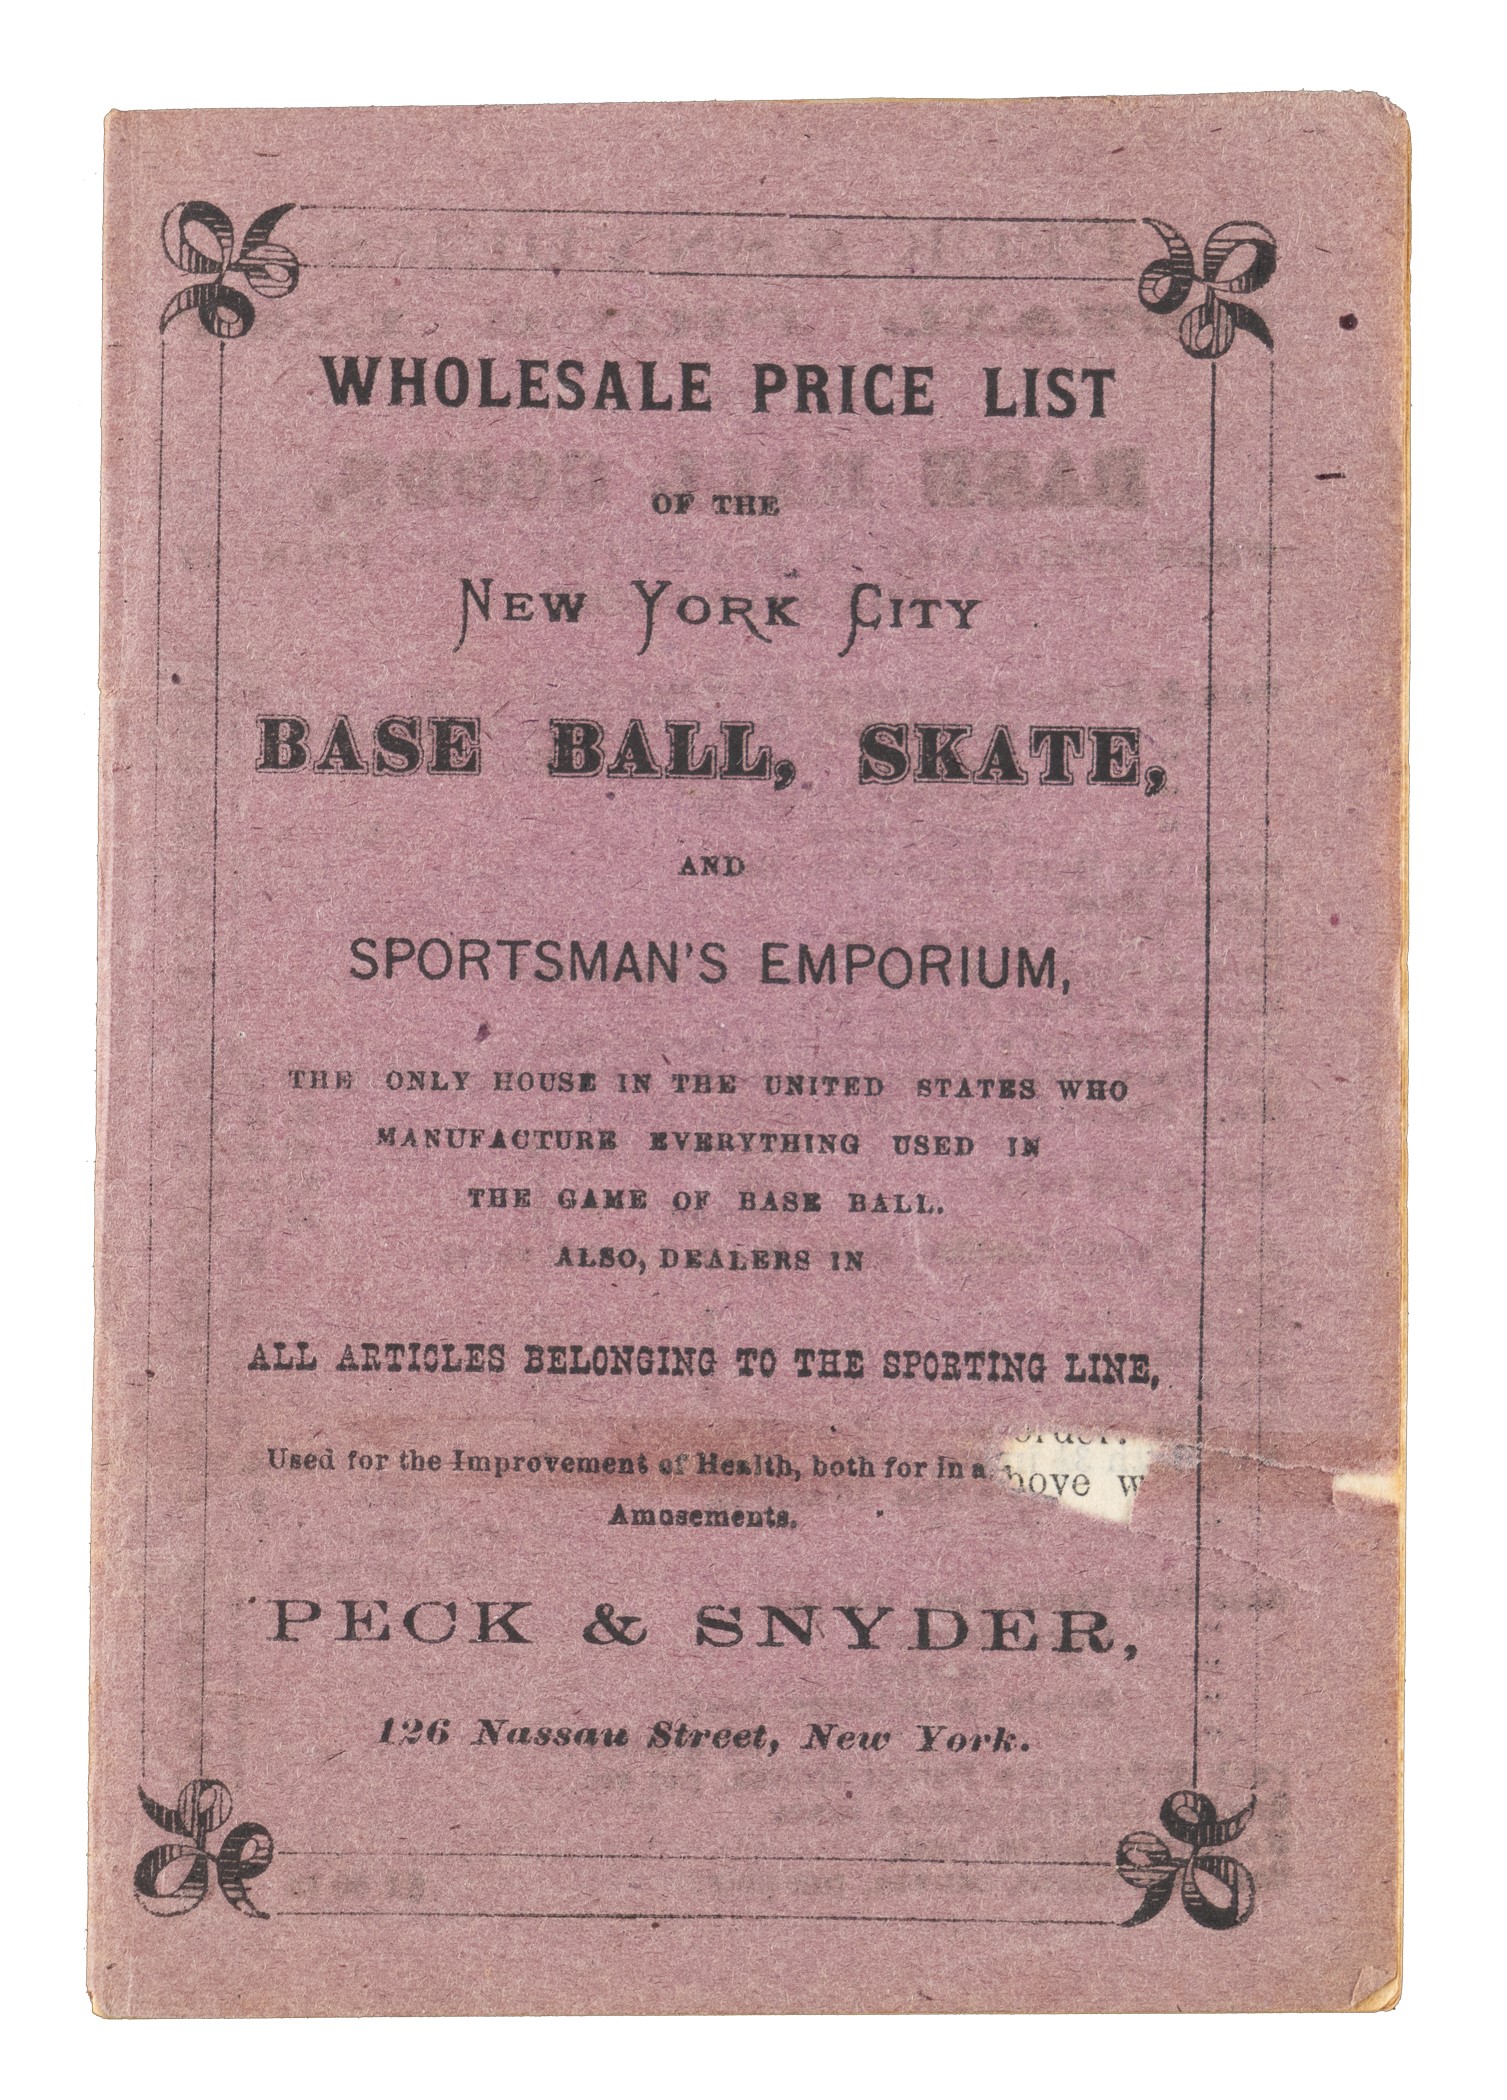 WHOLESALE PRICE LIST
OF THE
NEW YORK CITY
BASE BALL, SKATE,
AND
SPORTSMAN'S EMPORIUM,
THE ONLY HOUSE IN THE UNITED STATES WHO
MANUFACTURE EVERYTHING USED IN
THE GAME OF BASE BALL.
ALSO, DEALERS IN
ALL ARTICLES BELONGING TO THE SPORTING LINE,
Used for the Improvement of Health, both for in a
Amusements.
PECK & SNYDER,
126 Nassau Street, New York.